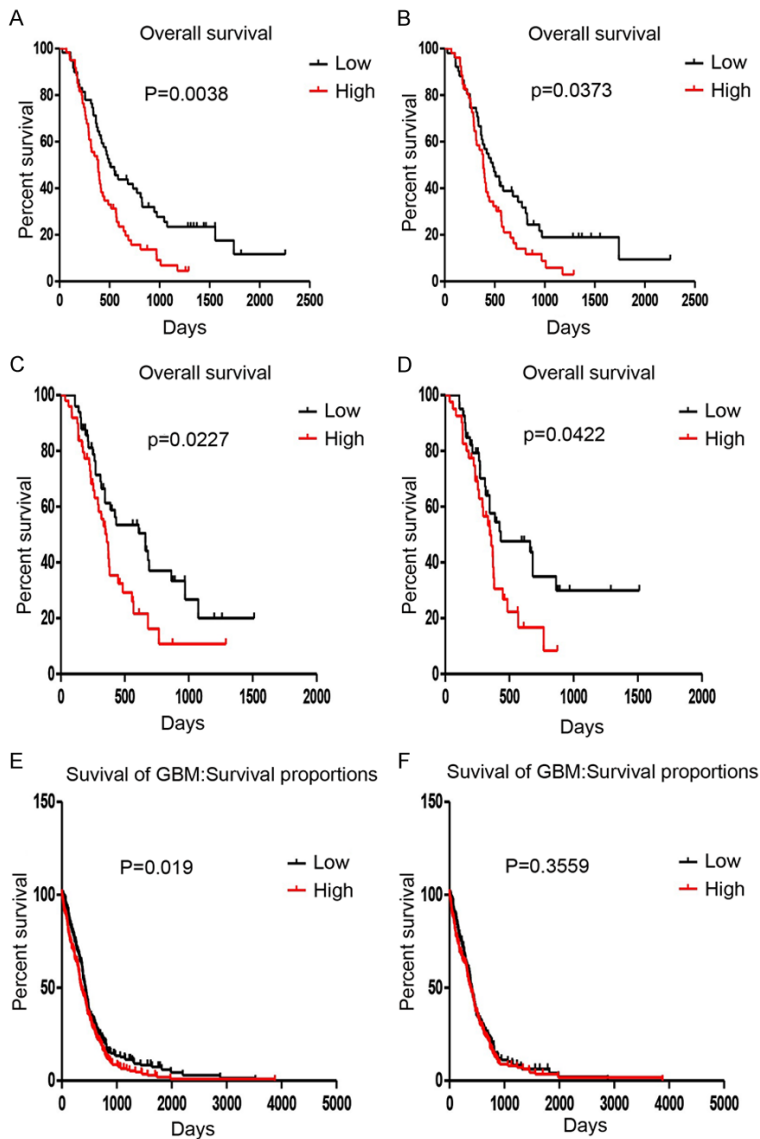 A
Overall survival
Percent survival
100
80
60
40
20
0
P=0.0038
Low
High
0 500 1000 1500 2000 2500
Days
B
Overall survival
Percent survival
100
80
60
40
20
0
p=0.0373
Low
High
0 500 1000 1500 2000 2500
Days
C
Overall survival
Percent survival
100
80
60
40
20
0
p=0.0227
Low
High
0 500 1000 1500 2000
Days
D
Overall survival
Percent survival
100
80
60
40
20
0
p=0.0422
Low
High
0 500 1000 1500 2000
Days
E
Suvival of GBM:Survival proportions
Percent survival
150
100
50
0
P=0.019
Low
High
0 1000 2000 3000 4000 5000
Days
F
Suvival of GBM:Survival proportions
Percent survival
150
100
50
0
P=0.3559
Low
High
0 1000 2000 3000 4000 5000
Days